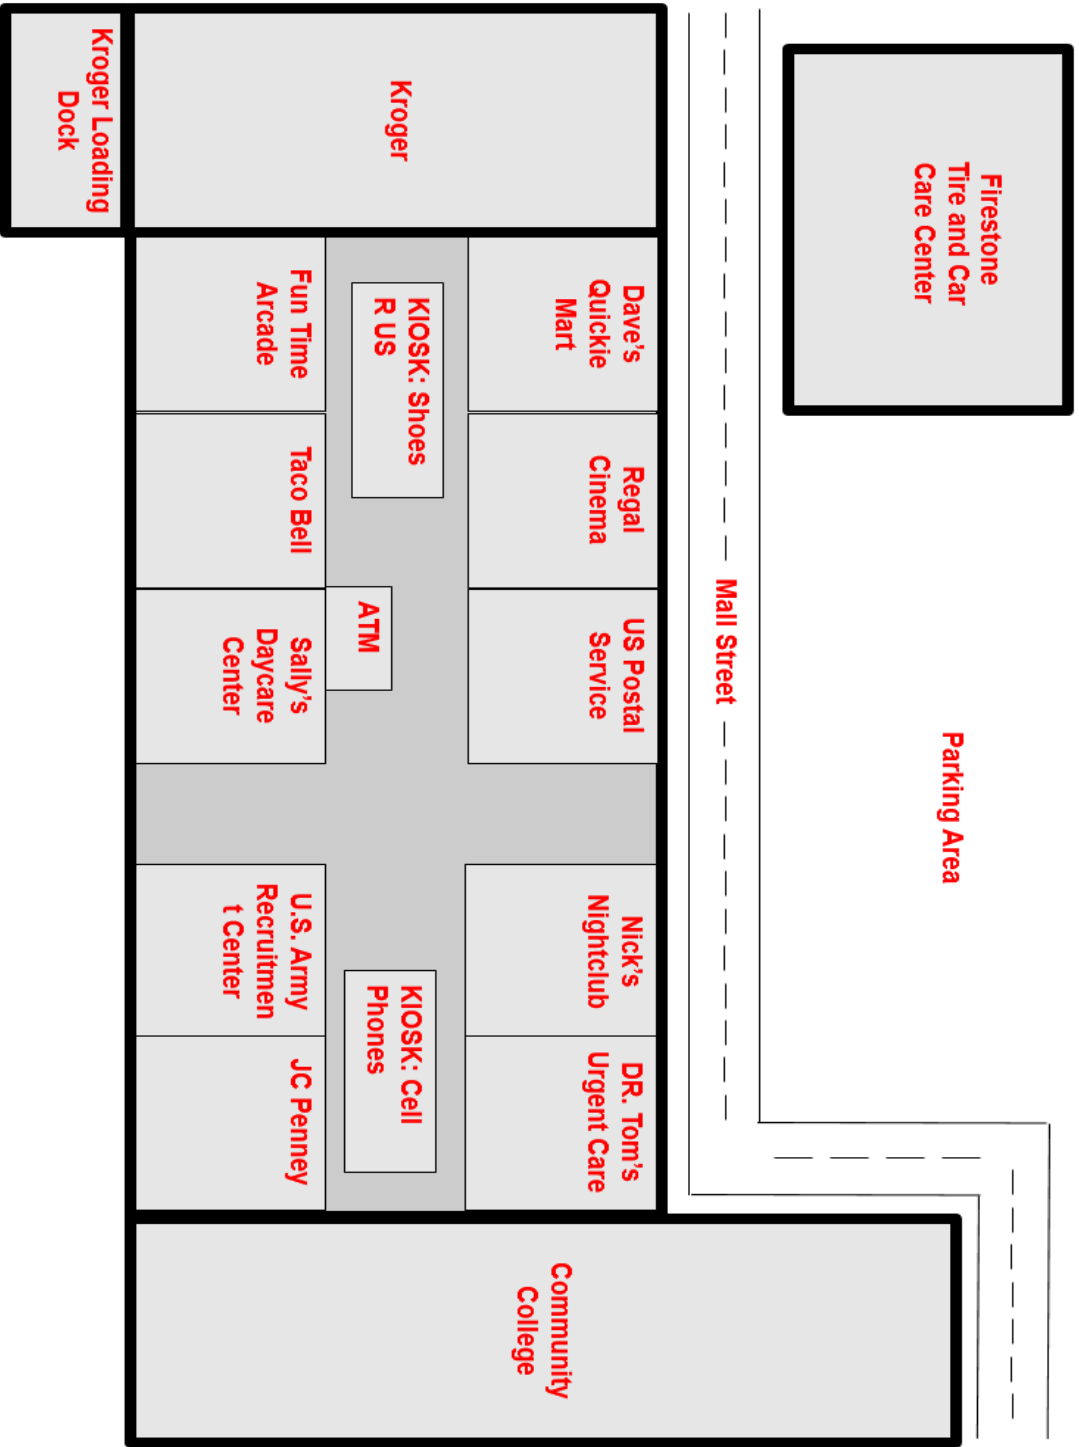 Firestone
Tire and Car
Care Center
Parking Area
Mall Street
Kroger
Kroger Loading
Dock
Dave's
Quickie
Mart
Regal
Cinema
US Postal
Service
Nick's
Nightclub
DR. Tom's
Urgent Care
KIOSK: Shoes
R US
ATM
KIOSK: Cell
Phones
Fun Time
Arcade
Taco Bell
Sally's
Daycare
Center
U.S. Army
Recruitmen
t Center
JC Penney
Community
College